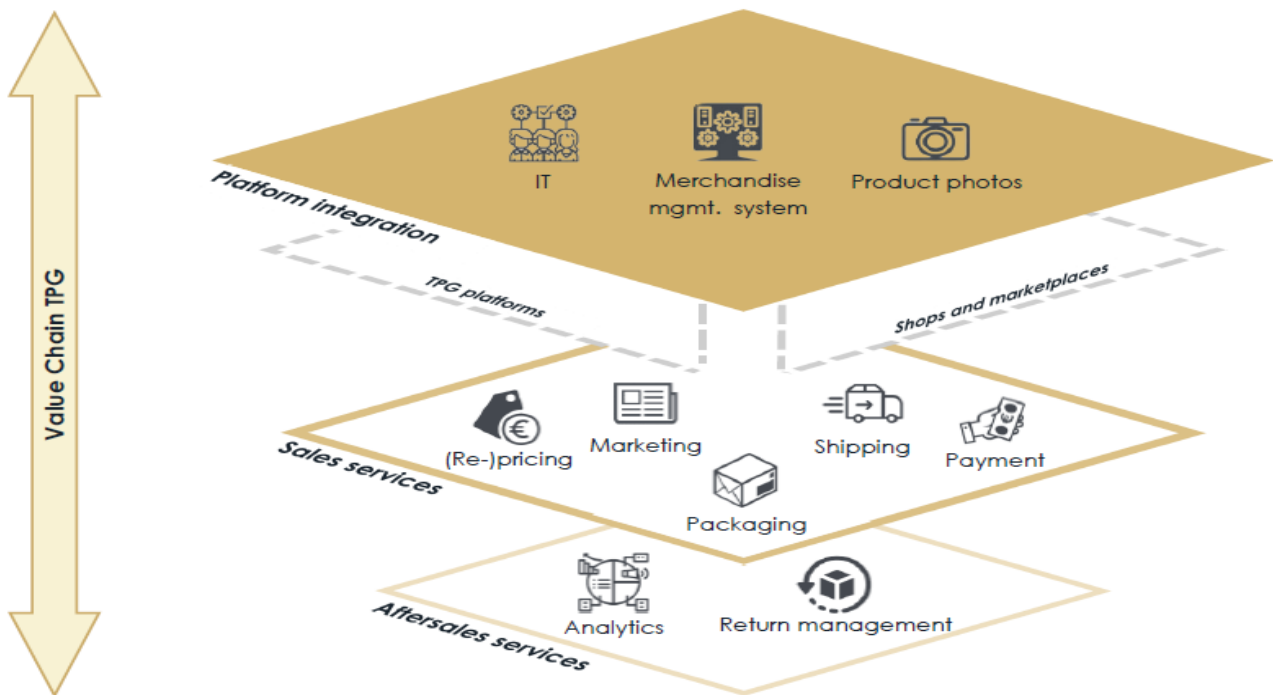 Value Chain TPG
IT
Merchandise
mgmt. system
Product photos
Platform integration
TPG platforms
Shops and marketplaces
(Re-)pricing
Marketing
Shipping
Payment
Packaging
Sales services
Analytics
Return management
Aftersales services